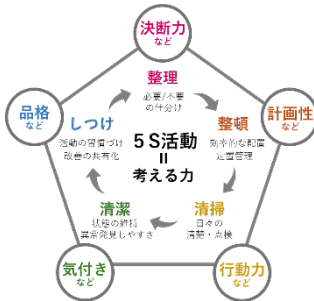 決断力
など
整理
必要/不要
の仕分け
品格
など
しつけ
活動の習慣づけ
改善の共有化
5S活動
=
考える力
整頓
効率的な配置
定置管理
計画性
など
清潔
状態の維持
異常発見しやすさ
清掃
日々の
清掃・点検
気付き
など
行動力
など